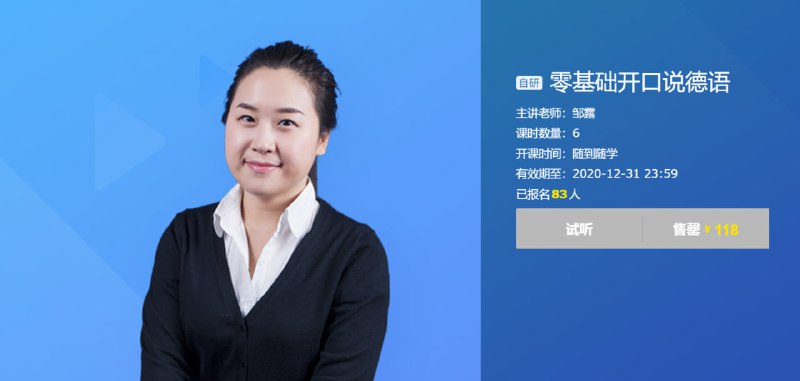 自研 零基础开口说德语
主讲老师：邹露
课时数量：6
开课时间：随到随学
有效期至：2020-12-31 23:59
已报名83人
试听 售罄 ¥ 118